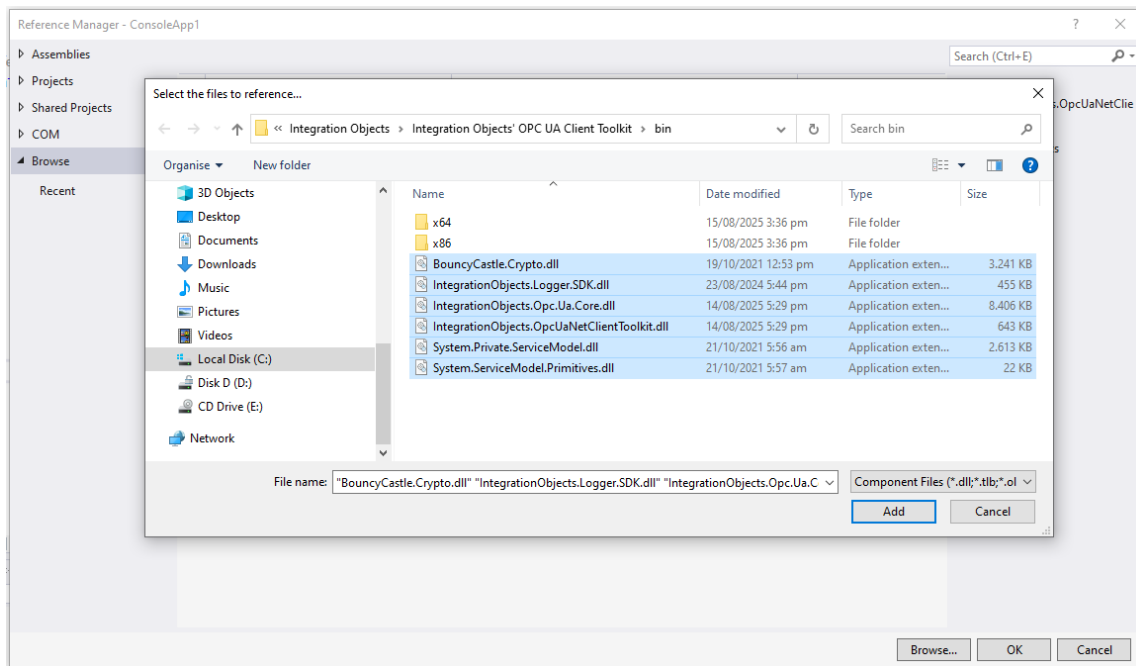 Reference Manager - ConsoleApp1
?
Assemblies
Search (Ctrl+E)
Projects
Shared Projects
COM
Browse
Recent
s.OpcUaNetClie
s
Select the files to reference...
« Integration Objects > Integration Objects' OPC UA Client Toolkit > bin
Search bin
Organise
New folder
?
3D Objects
Desktop
Documents
Downloads
Music
Pictures
Videos
Local Disk (C:)
Disk D (D:)
CD Drive (E:)
Network
Name Date modified Type Size
x64 15/08/2025 3:36 pm File folder
x86 15/08/2025 3:36 pm File folder
BouncyCastle.Crypto.dll 19/10/2021 12:53 pm Application exten... 3.241 KB
IntegrationObjects.Logger.SDK.dll 23/08/2024 5:44 pm Application exten... 455 KB
IntegrationObjects.Opc.Ua.Core.dll 14/08/2025 5:29 pm Application exten... 8.406 KB
IntegrationObjects.OpcUaNetClientToolkit.dll 14/08/2025 5:29 pm Application exten... 643 KB
System.Private.ServiceModel.dll 21/10/2021 5:56 am Application exten... 2.613 KB
System.ServiceModel.Primitives.dll 21/10/2021 5:57 am Application exten... 22 KB
File name: "BouncyCastle.Crypto.dll" "IntegrationObjects.Logger.SDK.dll" "IntegrationObjects.Opc.Ua.C
Component Files (*.dll;*.tlb;*.ol
Add
Cancel
Browse...
OK
Cancel